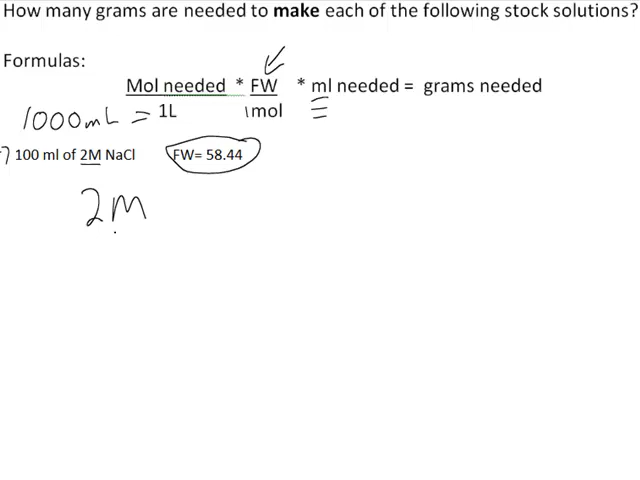 How many grams are needed to make each of the following stock solutions?
Formulas:
Mol needed * FW * ml needed = grams needed
1000mL = 1L 1mol
100 ml of 2M NaCl FW= 58.44
2M